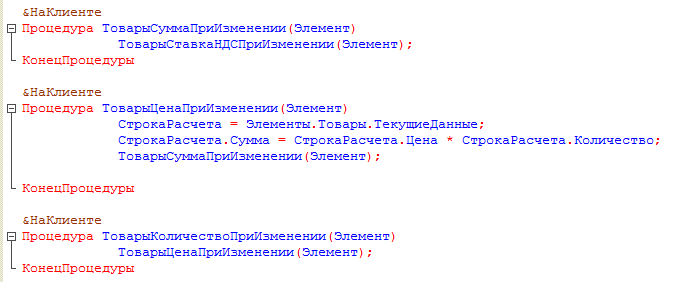 &НаКлиенте
Процедура ТоварыСуммаПриИзменении(Элемент)
ТоварыСтавкаНДСПриИзменении(Элемент);
КонецПроцедуры
&НаКлиенте
Процедура ТоварыЦенаПриИзменении(Элемент)
СтрокаРасчета = Элементы.Товары.ТекущиеДанные;
СтрокаРасчета.Сумма = СтрокаРасчета.Цена * СтрокаРасчета.Количество;
ТоварыСуммаПриИзменении(Элемент);
КонецПроцедуры
&НаКлиенте
Процедура ТоварыКоличествоПриИзменении(Элемент)
ТоварыЦенаПриИзменении(Элемент);
КонецПроцедуры